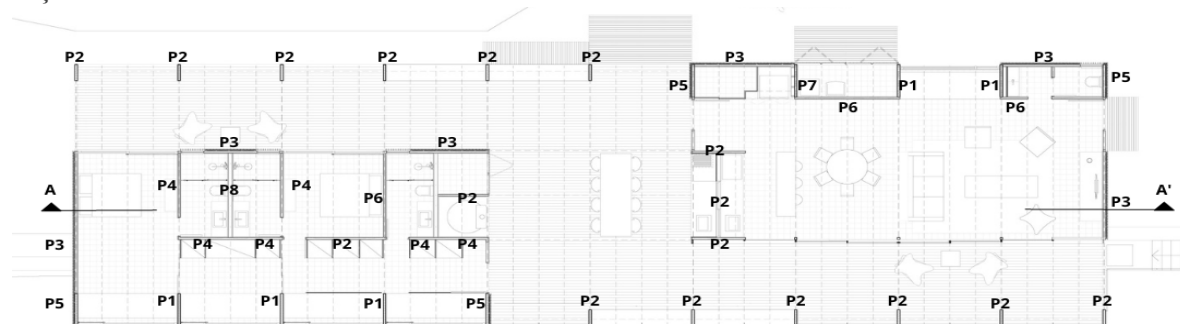 P2 P2 P2 P2 P2 P2 P3 P3
P5 P7 P1 P1 P5
P6 P6
P3 P3 P2
P4 P8 P4 P6 P2 P2
A A'
P3
P3 P4 P4 P2 P4 P4 P2
P5 P1 P1 P1 P5 P2 P2 P2 P2 P2 P2